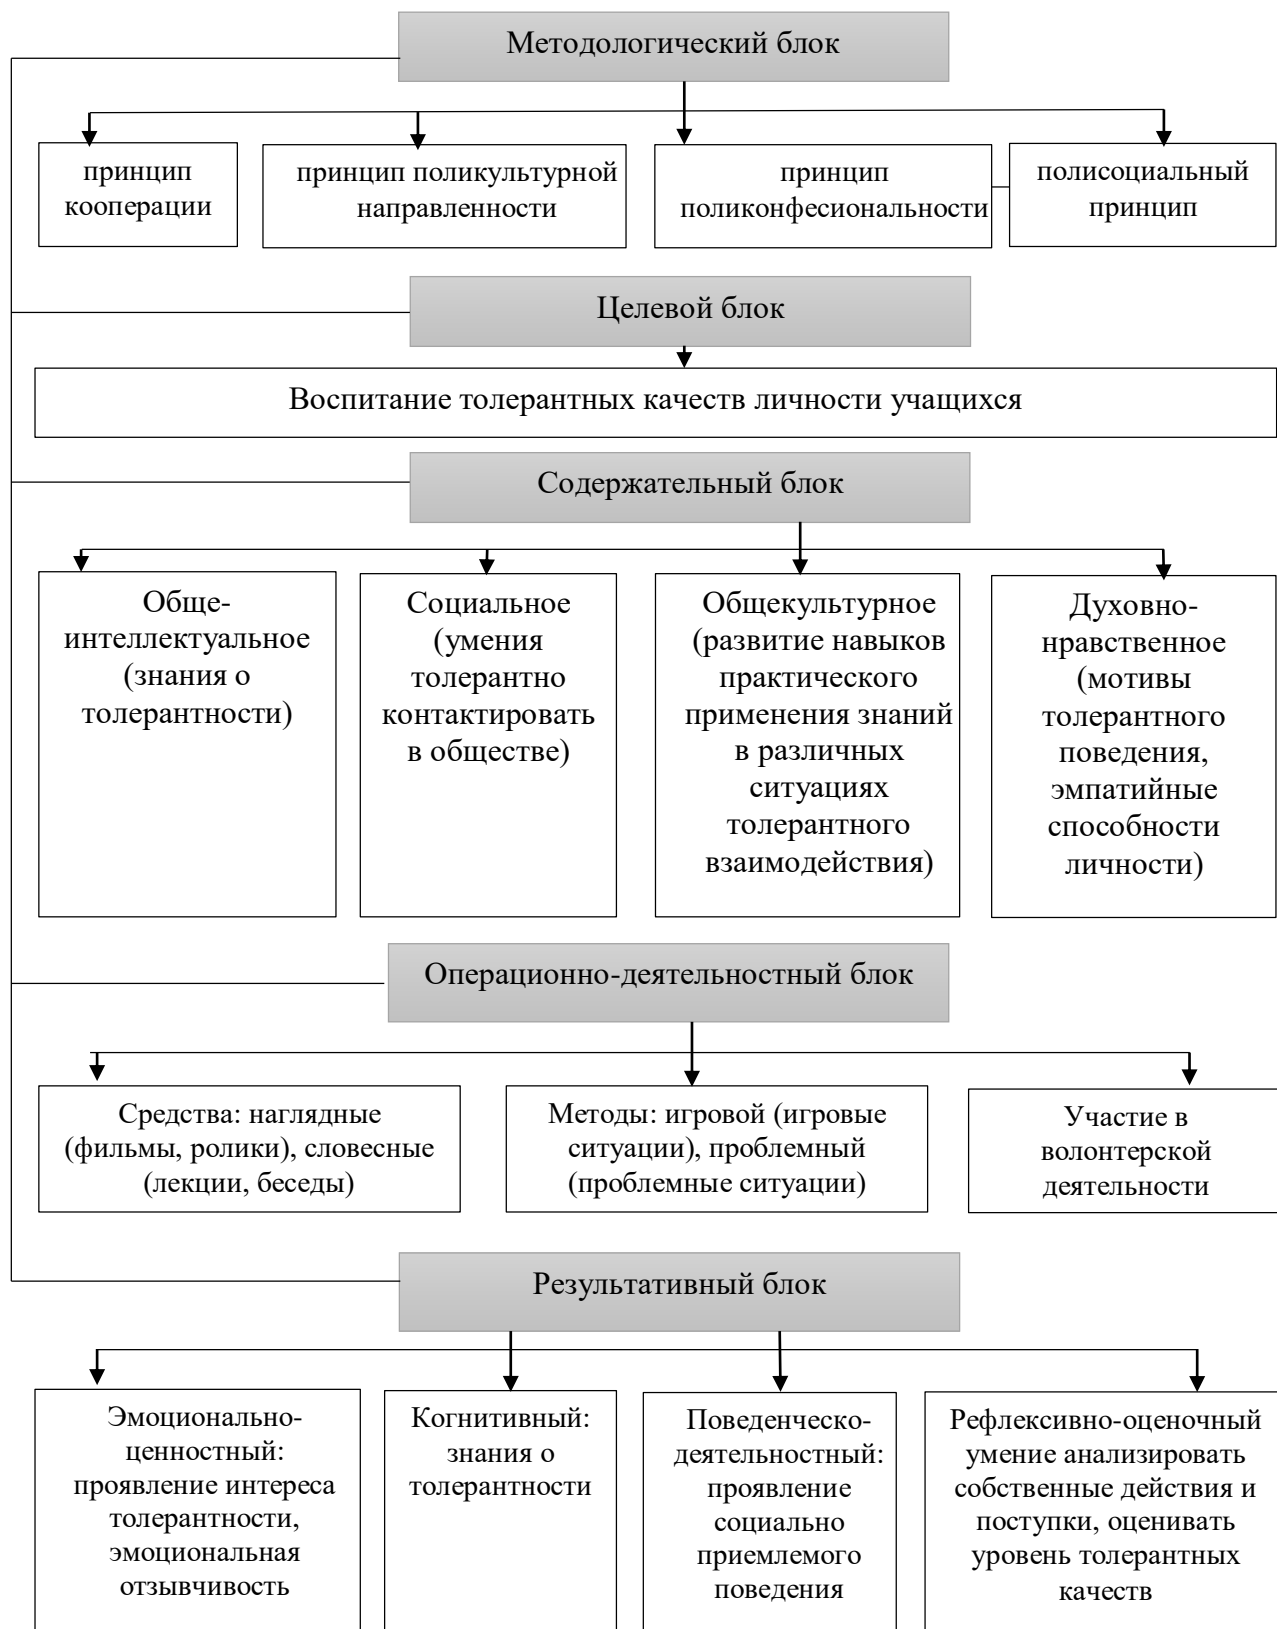 Методологический блок
принцип
кооперации
принцип поликультурной
направленности
принцип
поликонфесиональности
полисоциальный
принцип
Целевой блок
Воспитание толерантных качеств личности учащихся
Содержательный блок
Обще-
интеллектуальное
(знания о
толерантности)
Социальное
(умения
толерантно
контактировать
в обществе)
Общекультурное
(развитие навыков
практического
применения знаний
в различных
ситуациях
толерантного
взаимодействия)
Духовно-
нравственное
(мотивы
толерантного
поведения,
эмпатийные
способности
личности)
Операционно-деятельностный блок
Средства: наглядные
(фильмы, ролики), словесные
(лекции, беседы)
Методы: игровой (игровые
ситуации), проблемный
(проблемные ситуации)
Участие в
волонтерской
деятельности
Результативный блок
Эмоционально-
ценностный:
проявление интереса
толерантности,
эмоциональная
отзывчивость
Когнитивный:
знания о
толерантности
Поведенческо-
деятельностный:
проявление
социально
приемлемого
поведения
Рефлексивно-оценочный
умение анализировать
собственные действия и
поступки, оценивать
уровень толерантных
качеств